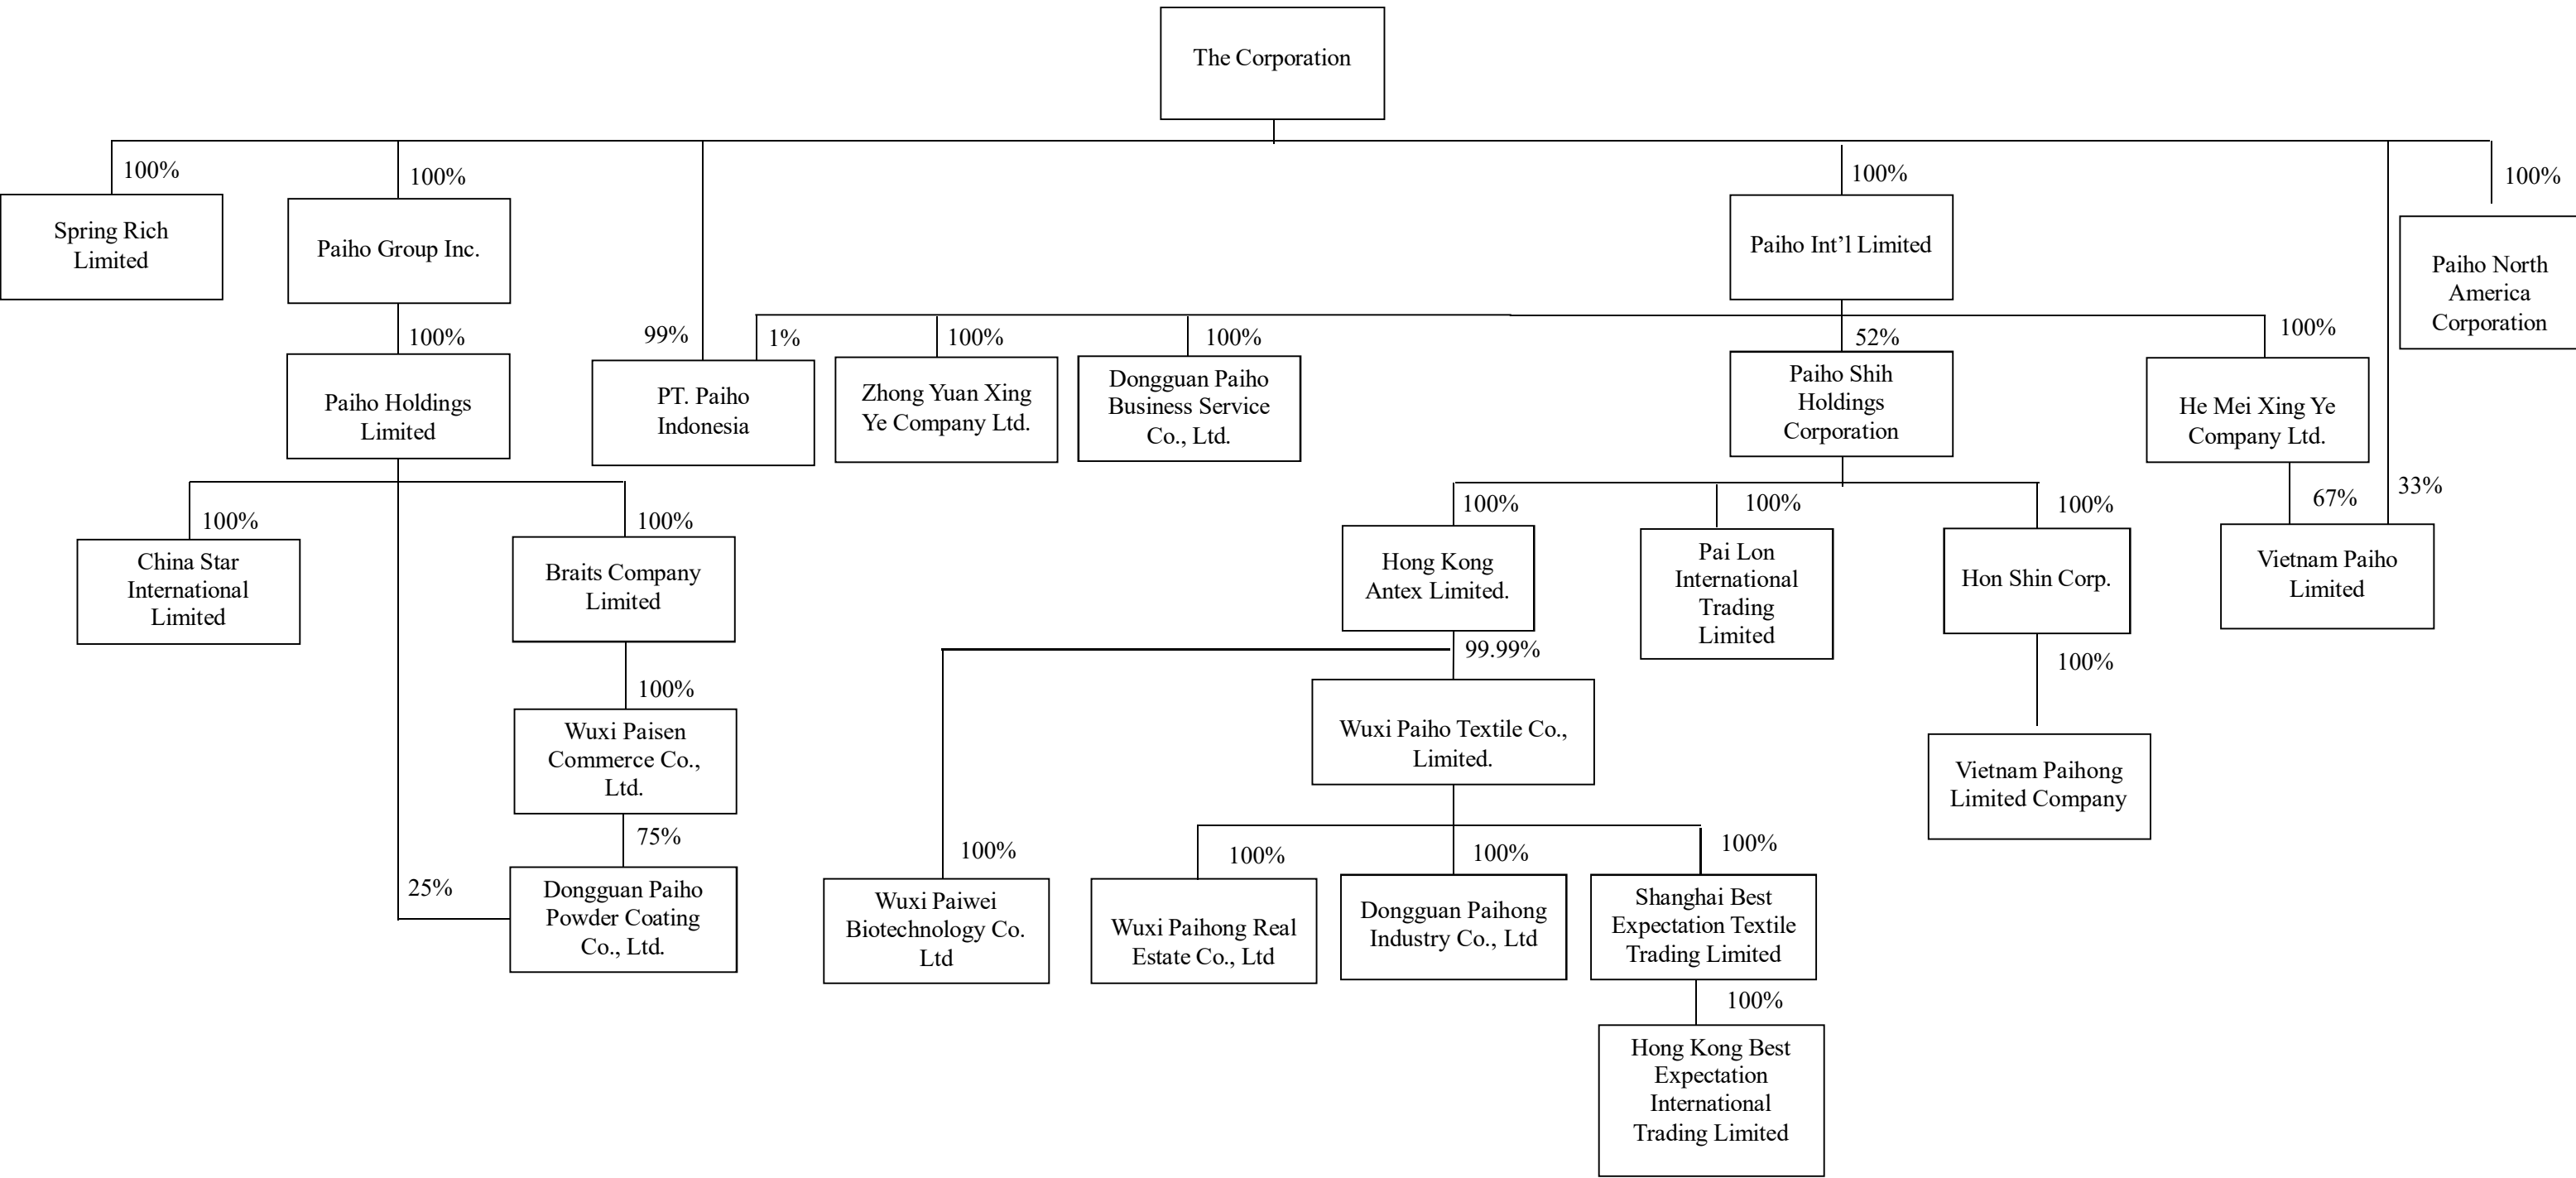 The Corporation
100%
100%
100%
100%
Spring Rich
Limited
Paiho Group Inc.
Paiho Int’l Limited
Paiho North
America
Corporation
100%
99%
1%
100%
100%
52%
100%
Paiho Holdings
Limited
PT. Paiho
Indonesia
Zhong Yuan Xing
Ye Company Ltd.
Dongguan Paiho
Business Service
Co., Ltd.
Paiho Shih
Holdings
Corporation
He Mei Xing Ye
Company Ltd.
100%
100%
100%
100%
100%
67%
33%
China Star
International
Limited
Braits Company
Limited
Hong Kong
Antex Limited.
Pai Lon
International
Trading
Limited
Hon Shin Corp.
Vietnam Paiho
Limited
100%
99.99%
100%
Wuxi Paisen
Commerce Co.,
Ltd.
Wuxi Paiho Textile Co.,
Limited.
Vietnam Paihong
Limited Company
75%
25%
100%
100%
100%
100%
Dongguan Paiho
Powder Coating
Co., Ltd.
Wuxi Paiwei
Biotechnology Co.
Ltd
Wuxi Paihong Real
Estate Co., Ltd
Dongguan Paihong
Industry Co., Ltd
Shanghai Best
Expectation Textile
Trading Limited
100%
Hong Kong Best
Expectation
International
Trading Limited